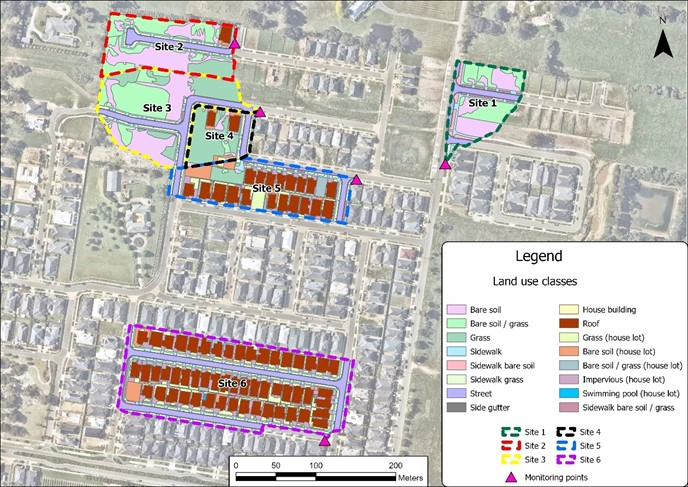 N
Site 2
Site 1
Site 3
Site 4
Site 5
Site 6
Legend
Land use classes
Bare soil
Bare soil / grass
Grass
Sidewalk
Sidewalk bare soil
Sidewalk grass
Street
Side gutter
House building
Roof
Grass (house lot)
Bare soil (house lot)
Bare soil / grass (house lot)
Impervious (house lot)
Swimming pool (house lot)
Sidewalk bare soil / grass
Site 1
Site 2
Site 3
Site 4
Site 5
Site 6
Monitoring points
0 50 100 200
Meters